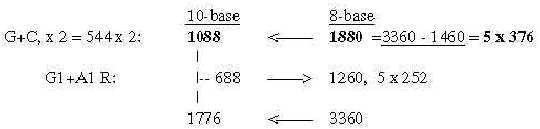 10-base 8-base
G+C, x 2 = 544 x 2: 1088 <—— 1880 =3360 - 1460 = 5 x 376
|
G1+A1 R: |-- 688 ——> 1260, 5 x 252
|
1776 <—— 3360